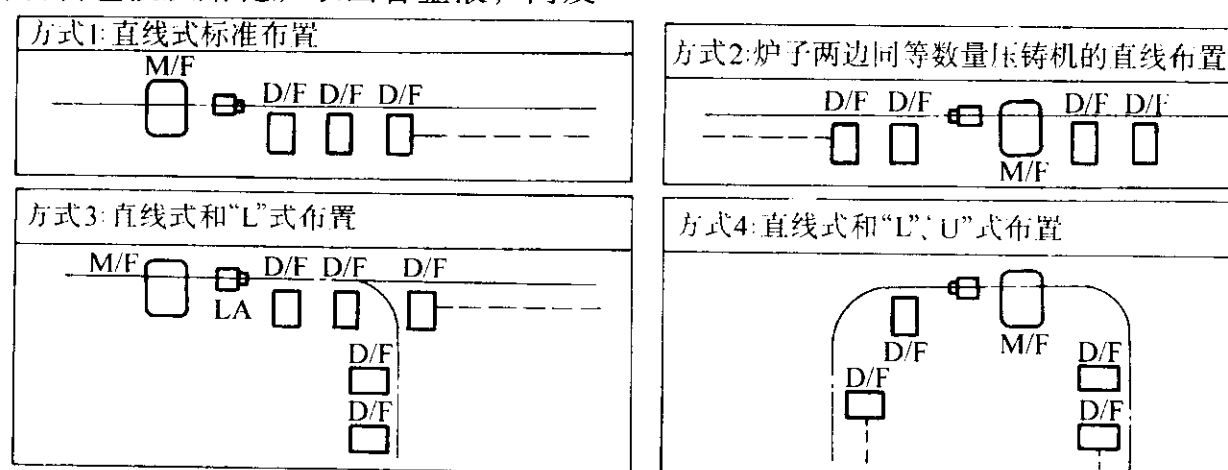 方式1:直线式标准布置
M/F
D/F D/F D/F
方式2:炉子两边同等数量压铸机的直线布置
D/F D/F
D/F D/F
M/F
方式3:直线式和“L”式布置
M/F
D/F D/F D/F
LA
D/F
D/F
方式4:直线式和“L”、U”式布置
D/F
M/F
D/F
D/F
D/F